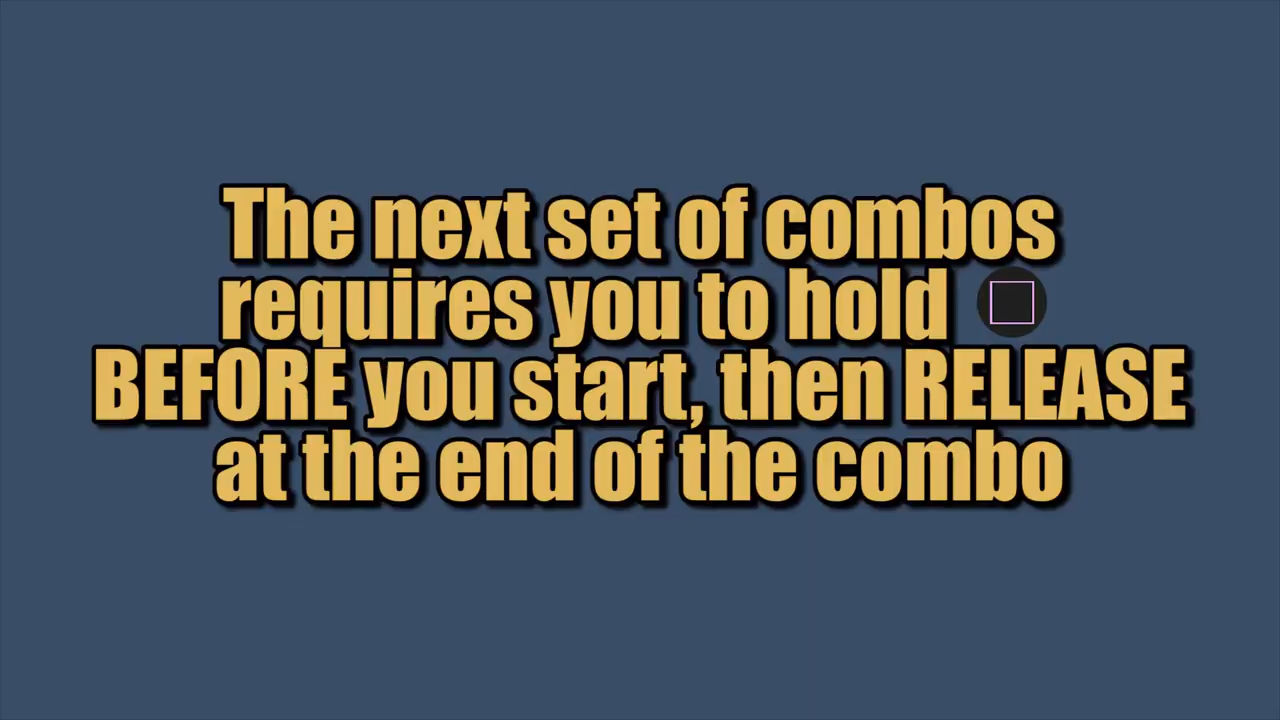 The next set of combos
requires you to hold
BEFORE you start, then RELEASE
at the end of the combo